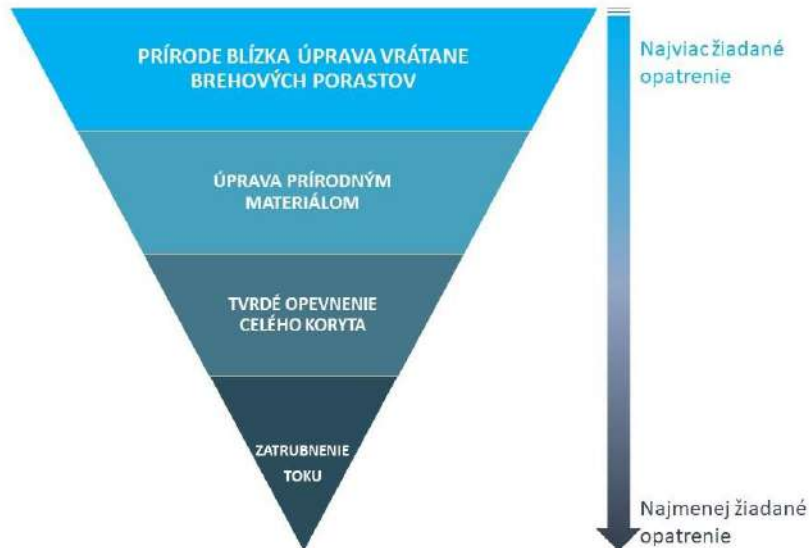 PRÍRODE BLÍZKA ÚPRAVA VRÁTANE
BREHOVÝCH PORASTOV
ÚPRAVA PRÍRODNÝM
MATERIÁLOM
TVRDÉ OPEVNENIE
CELÉHO KORYTA
ZATRUBNENIE
TOKU
Najviac žiadané
opatrenie
Najmenej žiadané
opatrenie